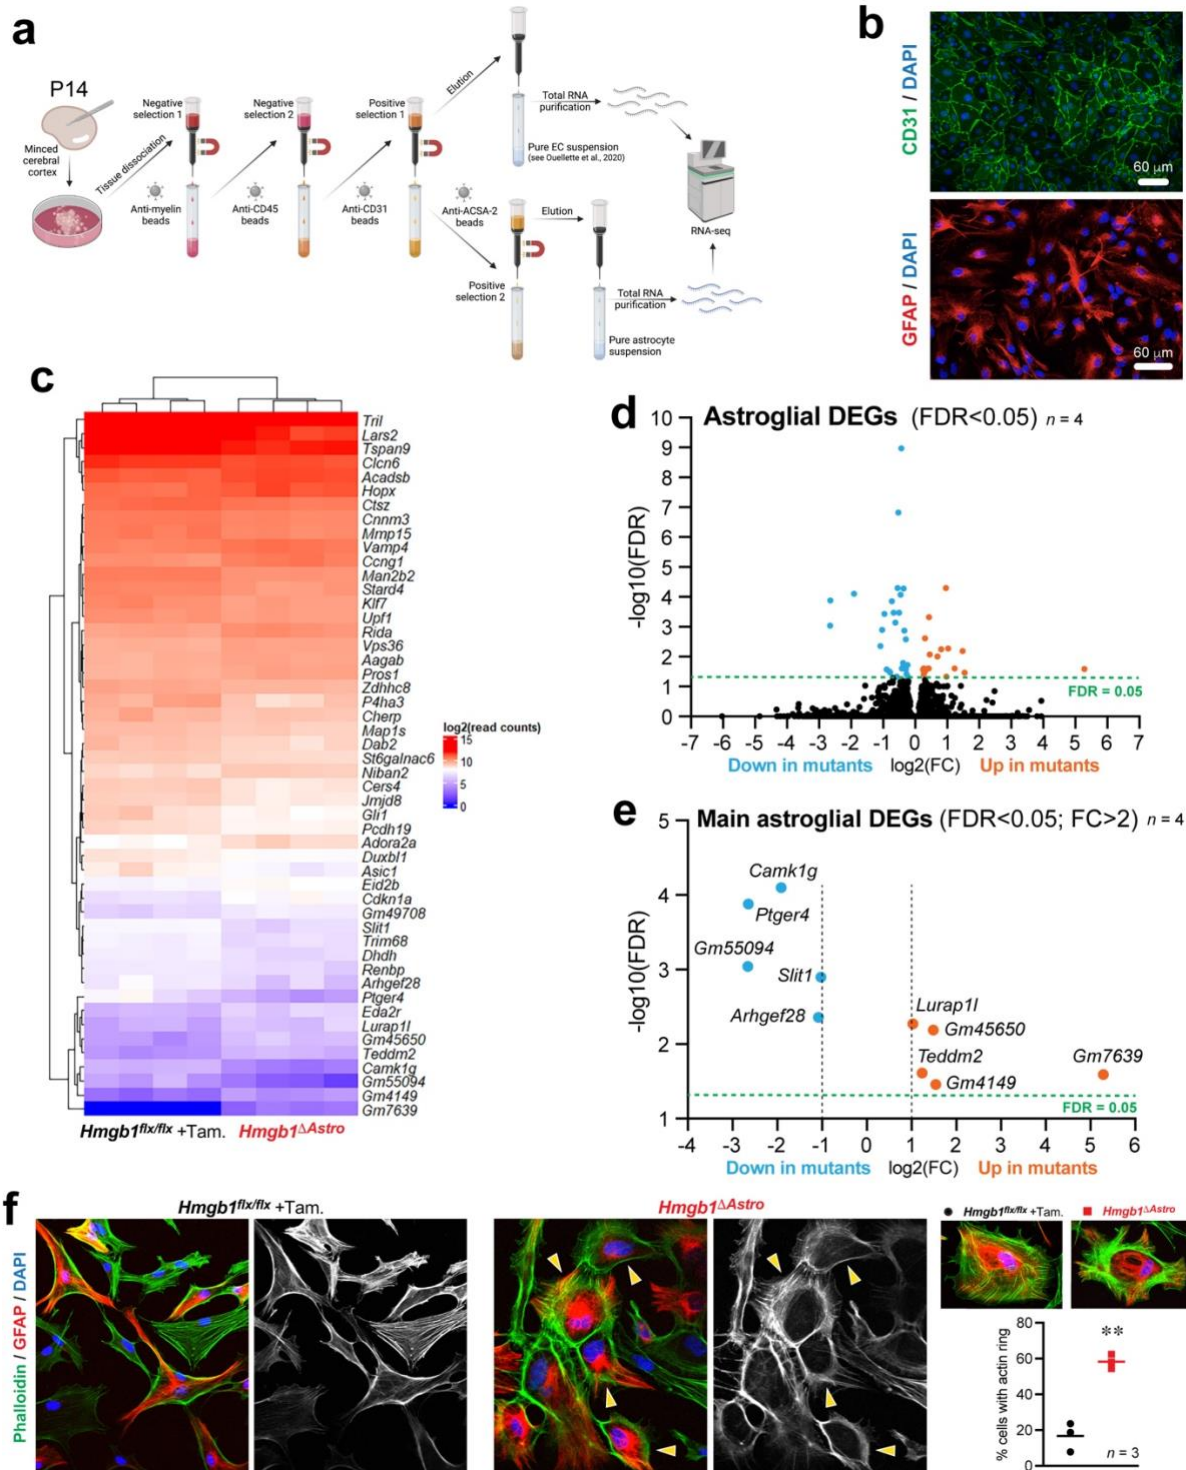 a
P14
Minced
cerebral
cortex
Tissue dissociation
Negative
selection 1
Anti-myelin
beads
Negative
selection 2
Anti-CD45
beads
Positive
selection 1
Anti-CD31
beads
Elution
Pure EC suspension
(see Ouellette et al., 2020)
Total RNA
purification
Anti-ACSA-2
beads
Positive
selection 2
Elution
Pure astrocyte
suspension
Total RNA
purification
RNA-seq
b
CD31 / DAPI
60 μm
GFAP / DAPI
60 μm
c
Tril
Lars2
Tspan9
Clcn6
Acadsb
Hopx
Ctsz
Cnnm3
Mmp15
Vamp4
Ccng1
Man2b2
Stard4
Klf7
Upf1
Rida
Vps36
Aagab
Pros1
Zdhhc8
P4ha3
Cherp
Map1s
Dab2
St6galnac6
Niban2
Cers4
Jmjd8
Gli1
Pcdh19
Adora2a
Duxbl1
Asic1
Eid2b
Cdkn1a
Gm49708
Slit1
Trim68
Dhdh
Renbp
Arhgef28
Ptger4
Eda2r
Lurap1l
Gm45650
Teddm2
Camk1g
Gm55094
Gm4149
Gm7639
log2(read counts)
15
10
5
0
Hmgb1flx/flx +Tam. Hmgb1ΔAstro
d
Astroglial DEGs (FDR<0.05) n = 4
-log10(FDR)
10
9
8
7
6
5
4
3
2
1
0
FDR = 0.05
-7 -6 -5 -4 -3 -2 -1 0 1 2 3 4 5 6 7
Down in mutants log2(FC) Up in mutants
e
Main astroglial DEGs (FDR<0.05; FC>2) n = 4
-log10(FDR)
5
4
3
2
1
Camk1g
Ptger4
Gm55094
Slit1
Arhgef28
Lurap1l
Gm45650
Teddm2
Gm7639
Gm4149
FDR = 0.05
-4 -3 -2 -1 0 1 2 3 4 5 6
Down in mutants log2(FC) Up in mutants
f
Phalloidin / GFAP / DAPI
Hmgb1flx/flx +Tam.
Hmgb1ΔAstro
Hmgb1flx/flx +Tam. Hmgb1ΔAstro
% cells with actin ring
80
60
40
20
0
**
n = 3